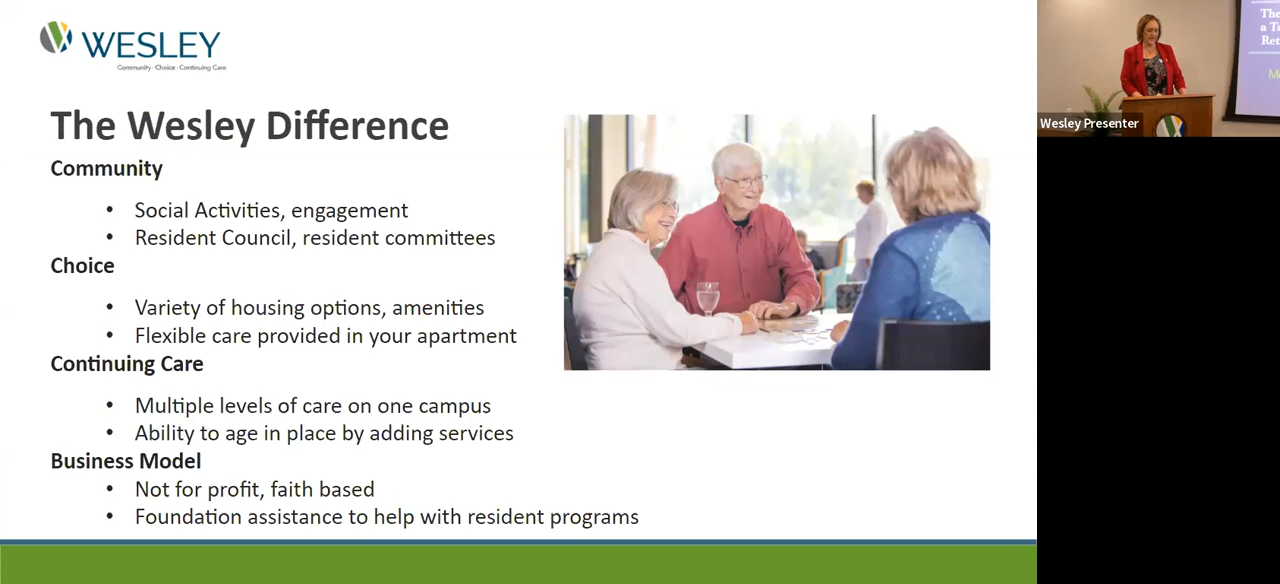 WESLEY
Community · Choice · Continuing Care
The Wesley Difference
Community
• Social Activities, engagement
• Resident Council, resident committees
Choice
• Variety of housing options, amenities
• Flexible care provided in your apartment
Continuing Care
• Multiple levels of care on one campus
• Ability to age in place by adding services
Business Model
• Not for profit, faith based
• Foundation assistance to help with resident programs
The
a
Wesley Presenter